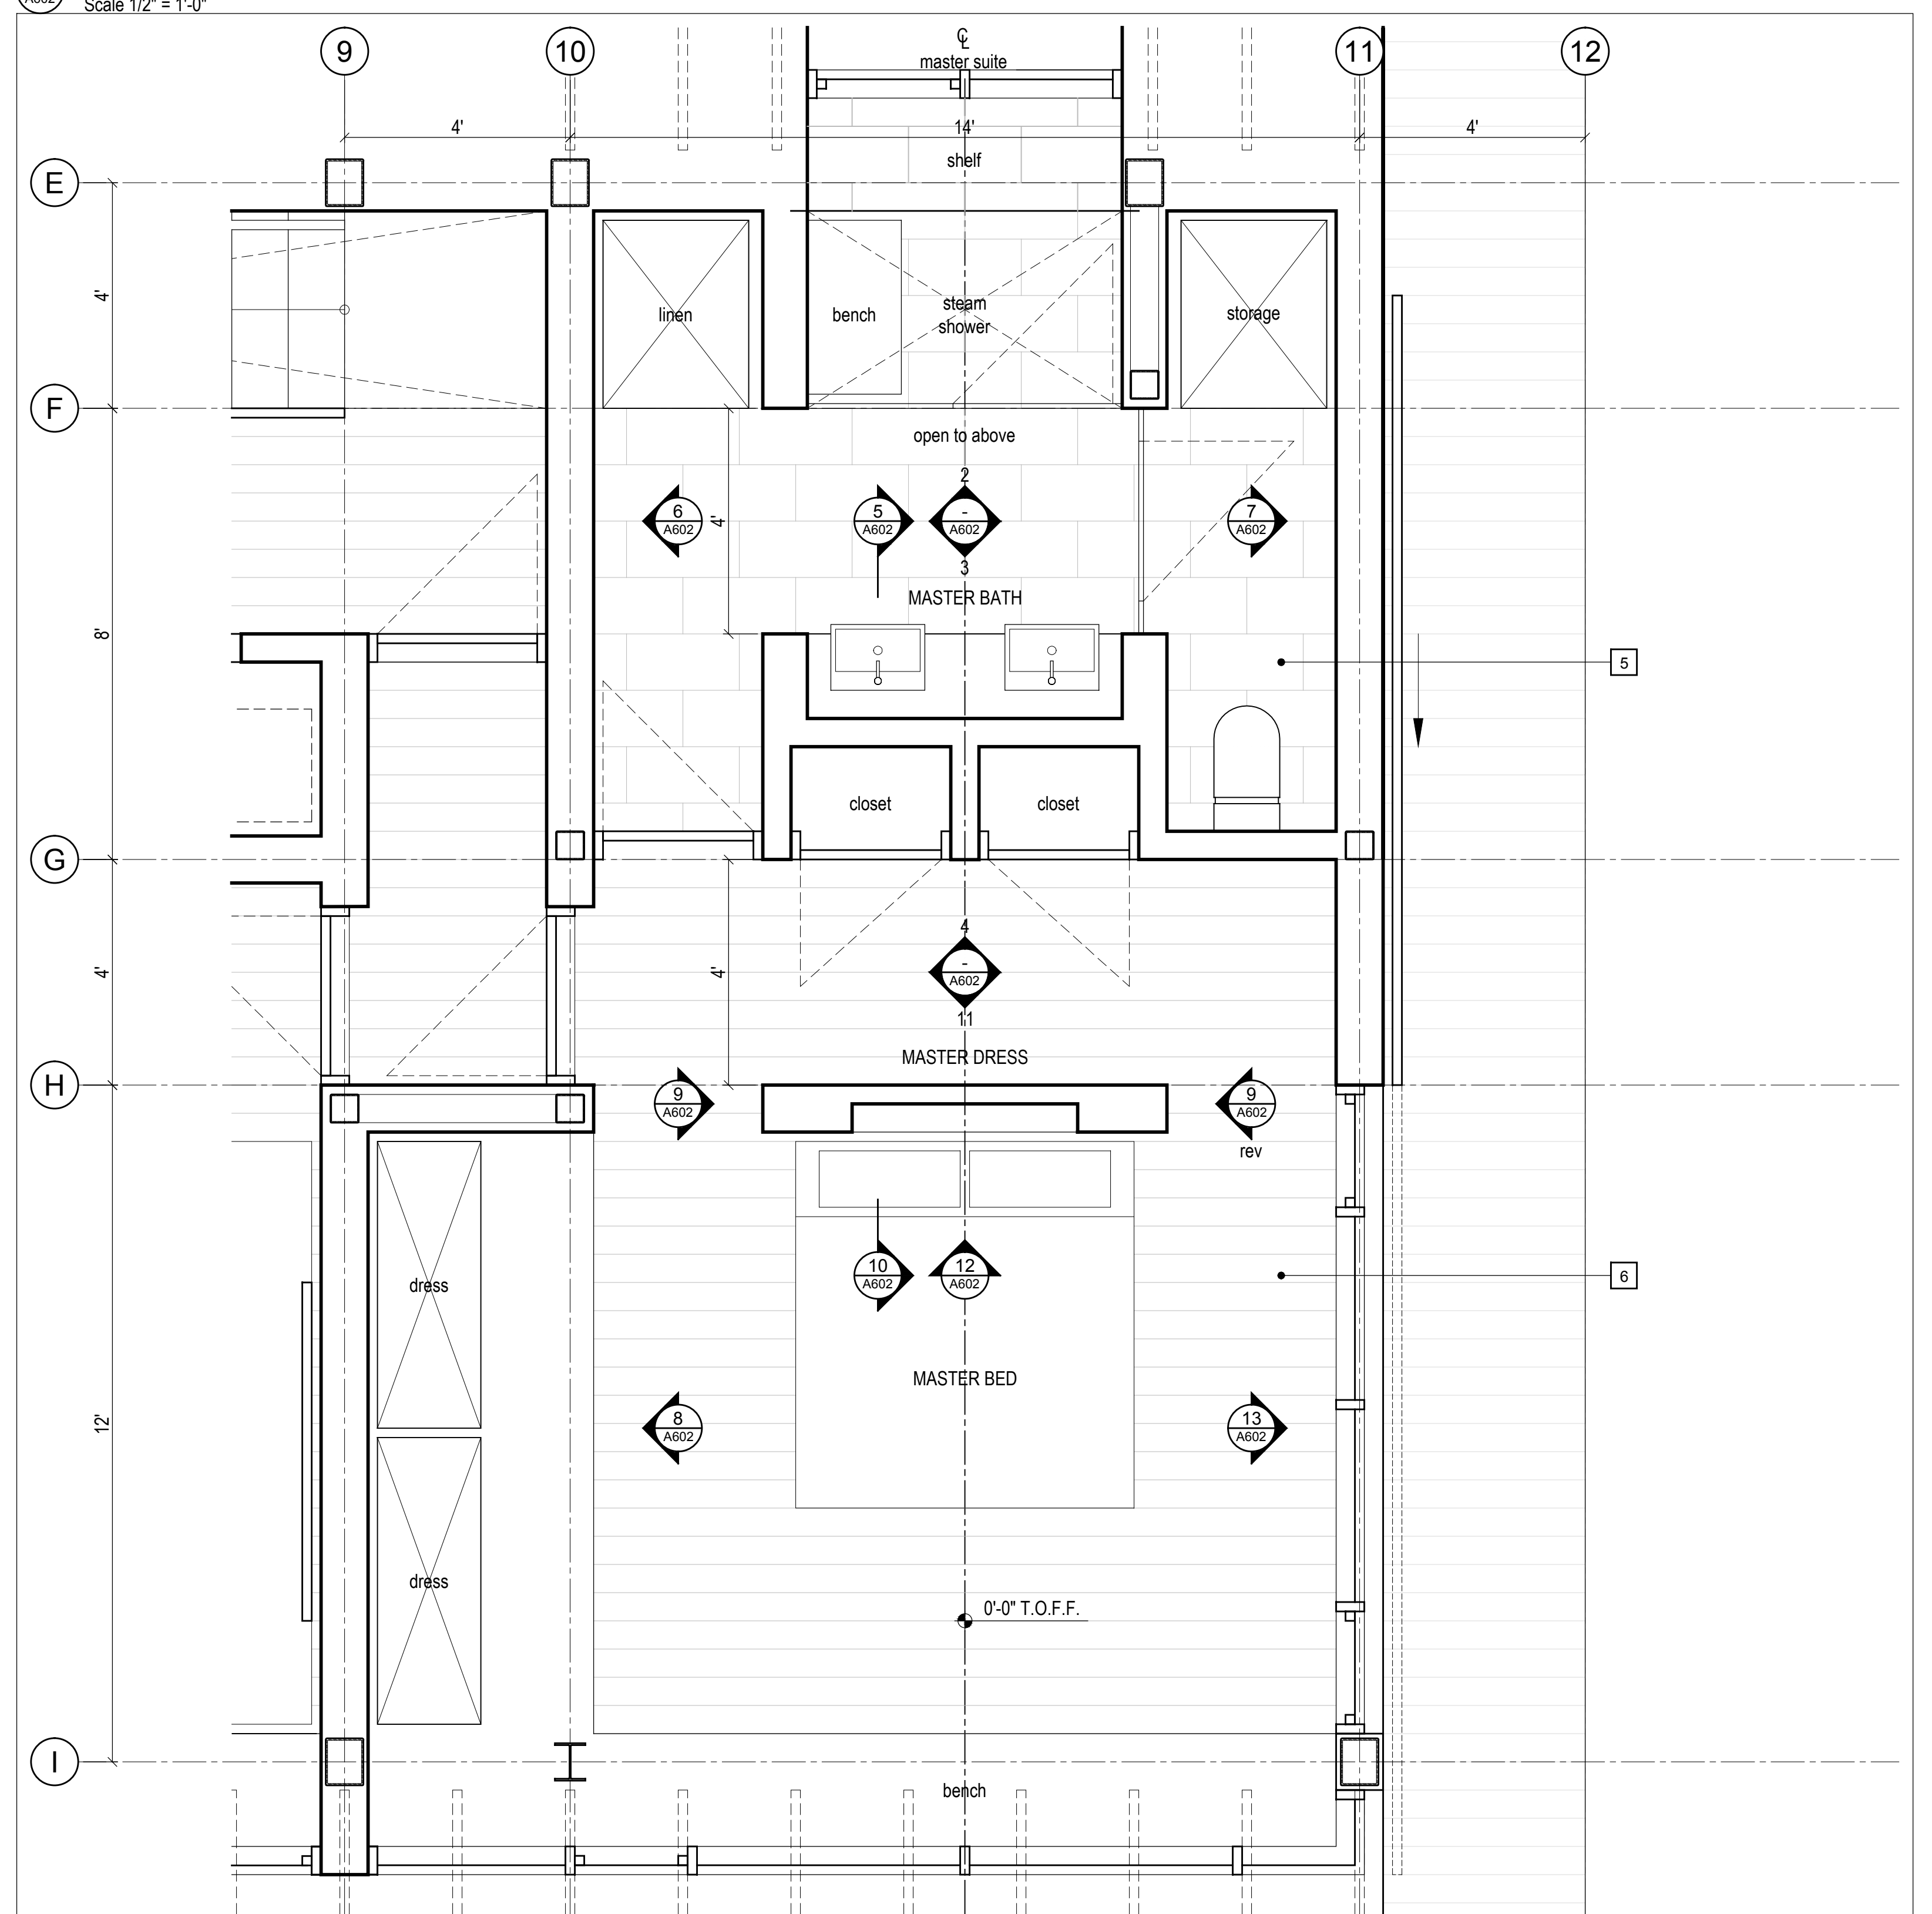 A602
Scale 1/2" = 1'-0"
9
10
11
12
℄
master suite
4'
14'
4'
shelf
E
4'
linen
bench
steam
shower
storage
F
open to above
2
6
A602
4'
5
A602
-
A602
7
A602
3
MASTER BATH
8'
5
closet
closet
G
4
4'
4'
-
A602
11
MASTER DRESS
H
9
A602
9
A602
rev
dress
10
A602
12
A602
6
MASTER BED
12'
8
A602
13
A602
dress
0'-0" T.O.F.F.
I
bench